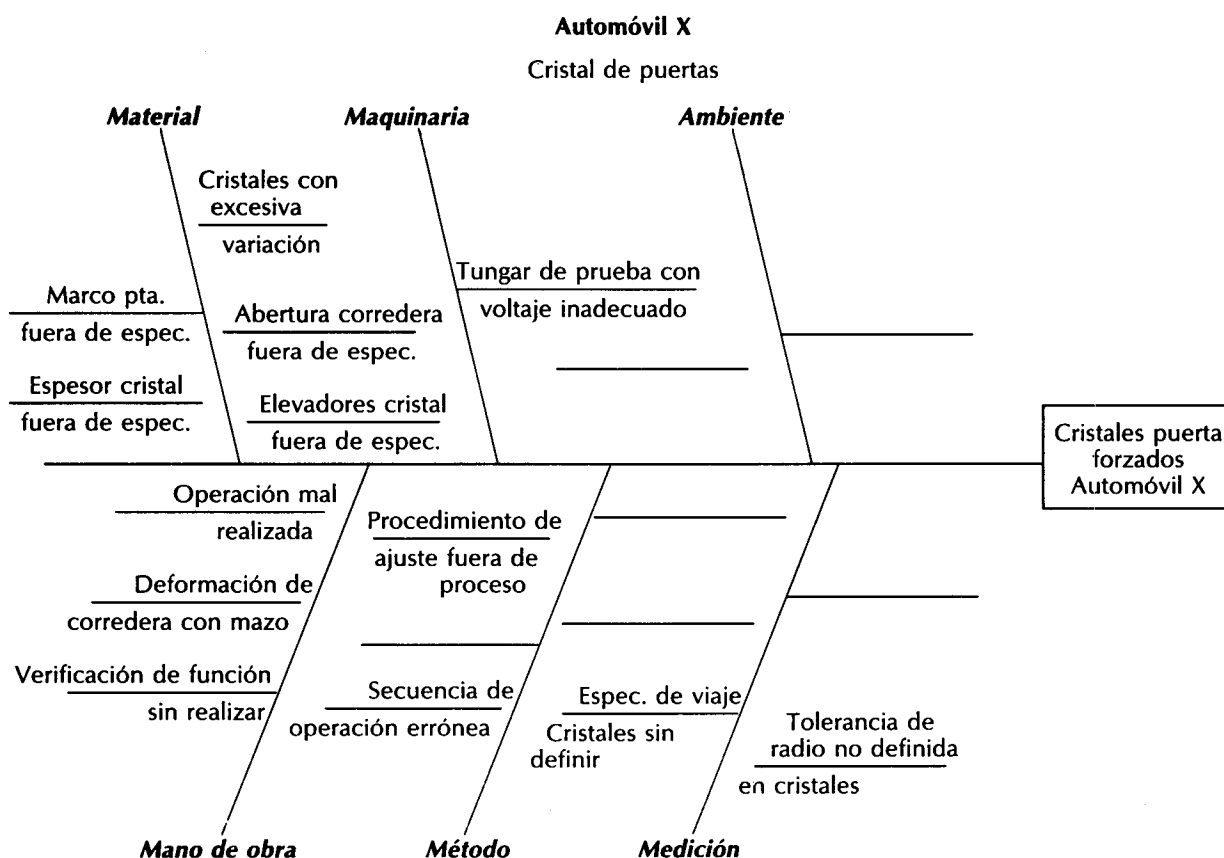 Automóvil X
Cristal de puertas
Material
Maquinaria
Ambiente
Cristales con
excesiva
variación
Marco pta.
fuera de espec.
Espesor cristal
fuera de espec.
Abertura corredera
fuera de espec.
Elevadores cristal
fuera de espec.
Tungar de prueba con
voltaje inadecuado
Cristales puerta
forzados
Automóvil X
Operación mal
realizada
Deformación de
corredera con mazo
Verificación de función
sin realizar
Procedimiento de
ajuste fuera de
proceso
Secuencia de
operación errónea
Espec. de viaje
Cristales sin
definir
Tolerancia de
radio no definida
en cristales
Mano de obra
Método
Medición